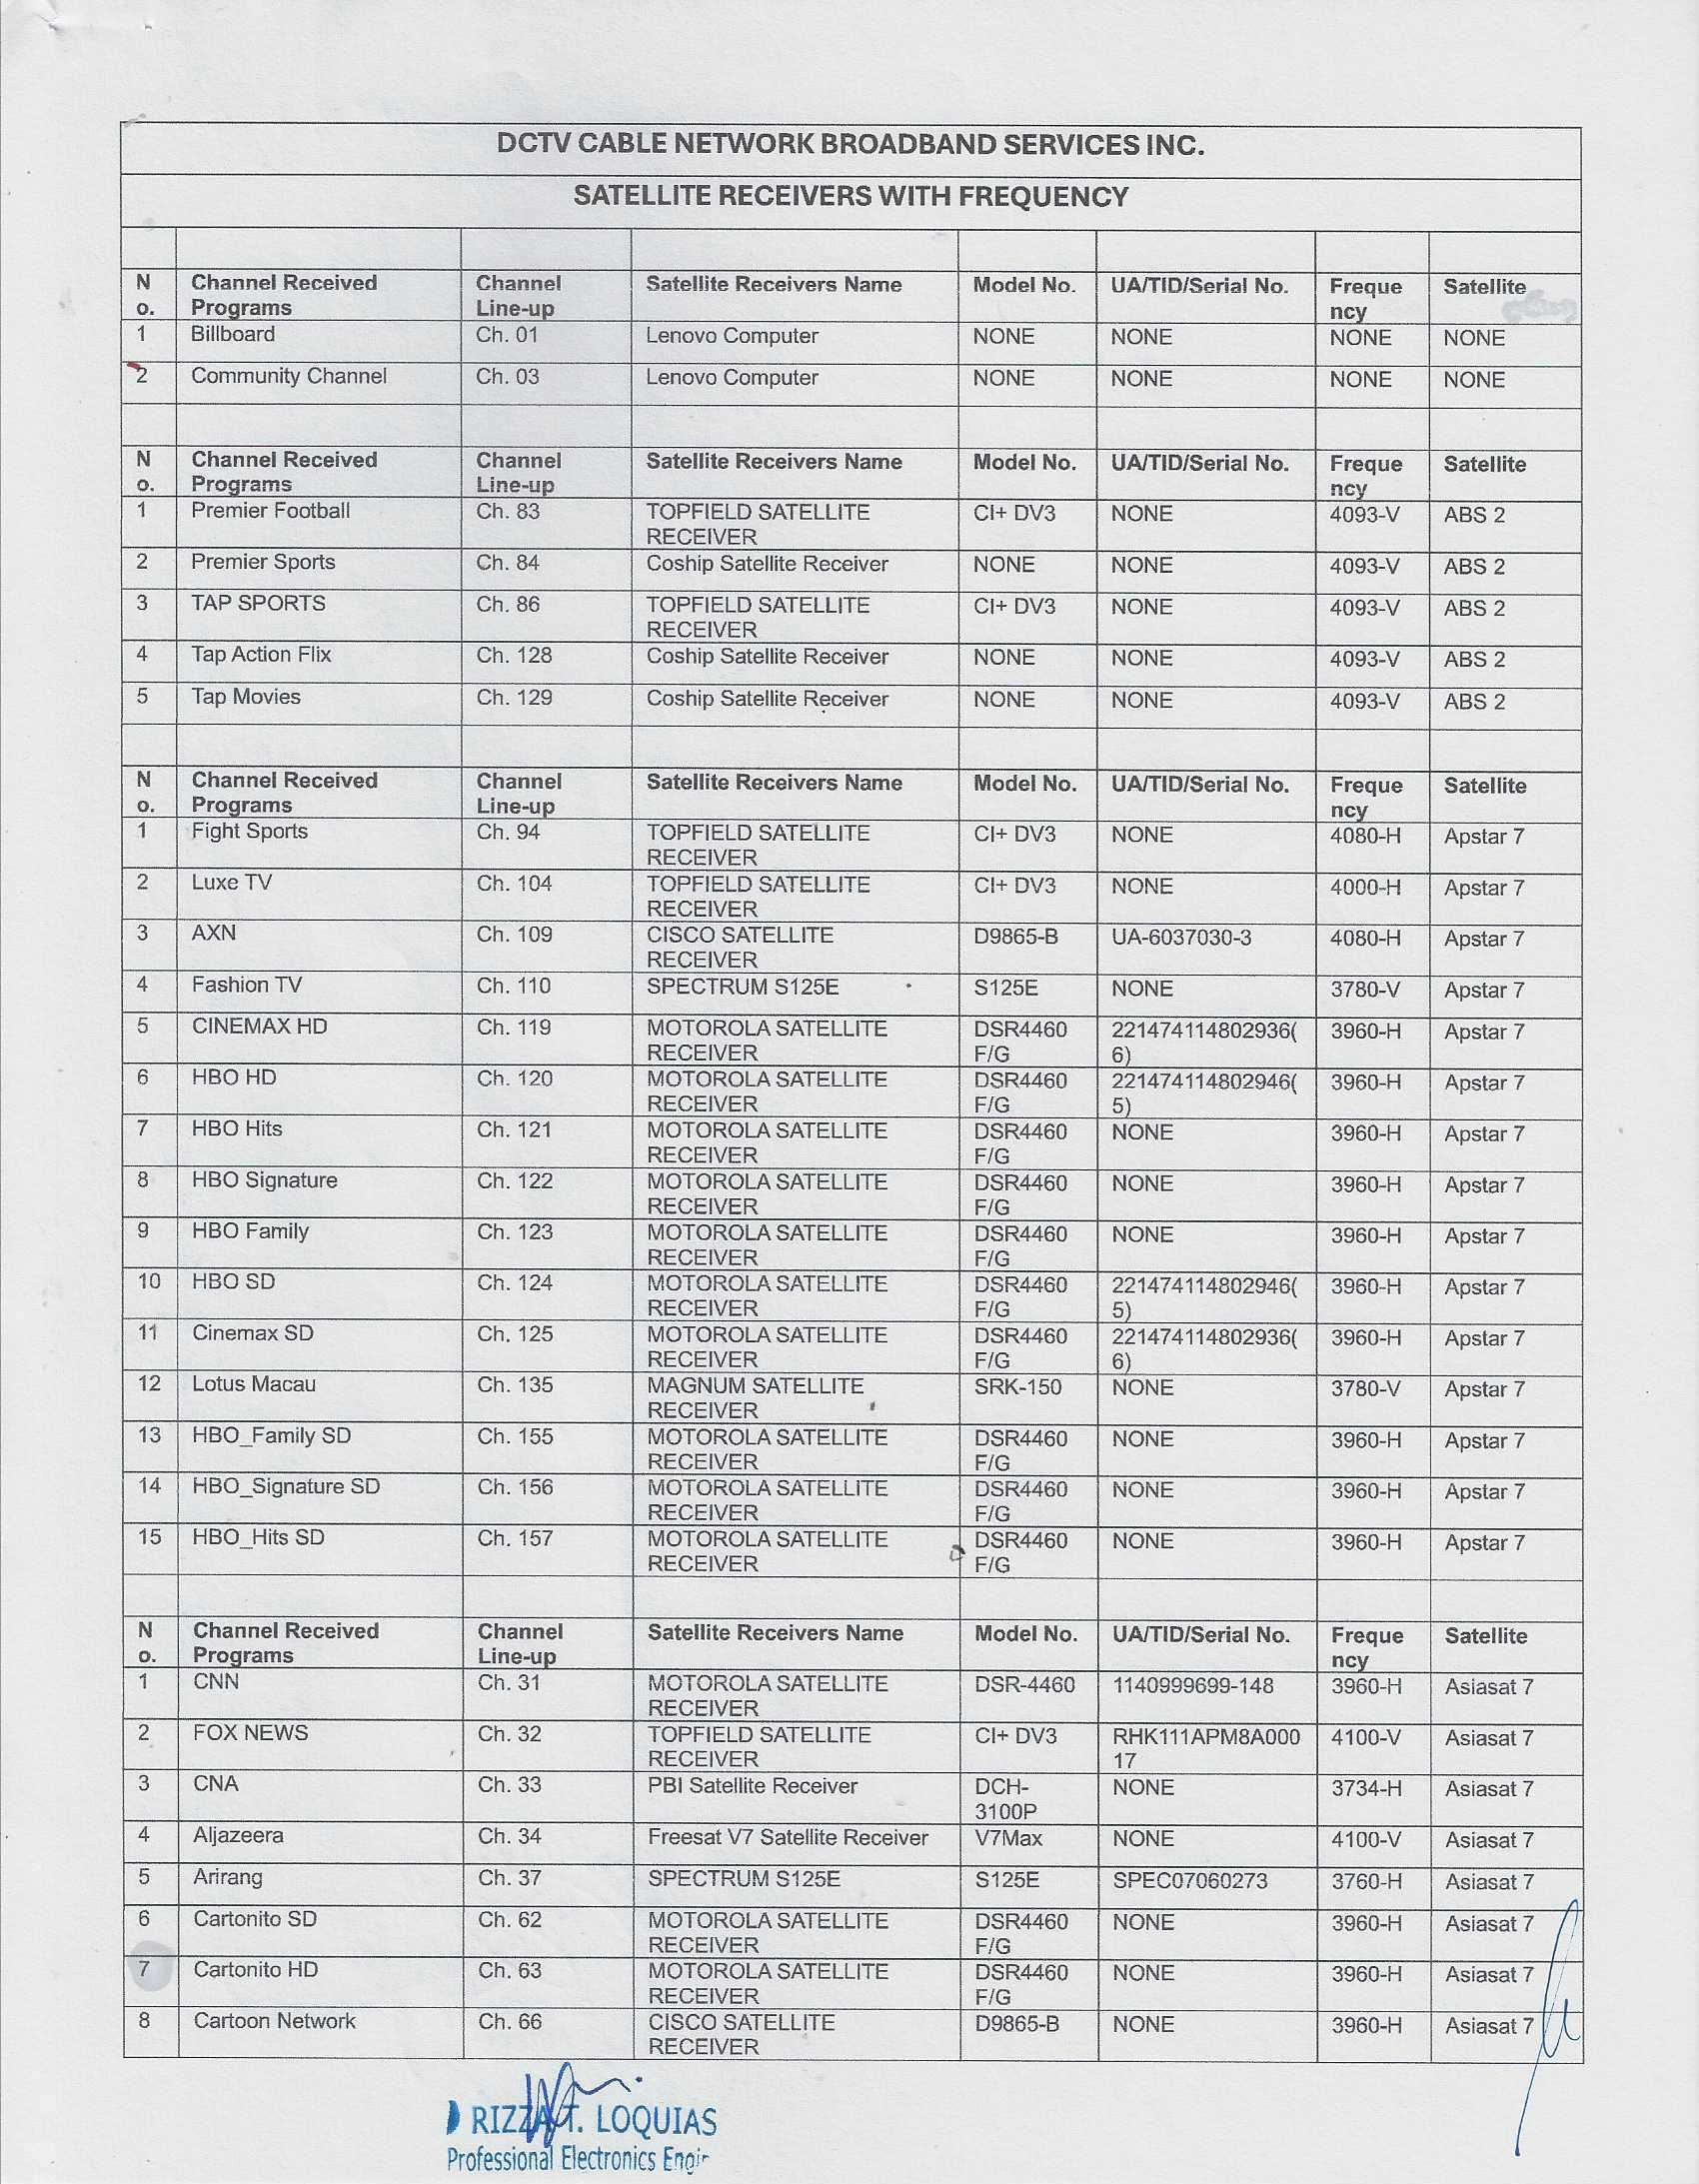 DCTV CABLE NETWORK BROADBAND SERVICES INC.
SATELLITE RECEIVERS WITH FREQUENCY
No. Channel Received Programs Channel Line-up Satellite Receivers Name Model No. UA/TID/Serial No. Frequency Satellite
1 Billboard Ch. 01 Lenovo Computer NONE NONE NONE NONE
2 Community Channel Ch. 03 Lenovo Computer NONE NONE NONE NONE
No. Channel Received Programs Channel Line-up Satellite Receivers Name Model No. UA/TID/Serial No. Frequency Satellite
1 Premier Football Ch. 83 TOPFIELD SATELLITE RECEIVER CI+ DV3 NONE 4093-V ABS 2
2 Premier Sports Ch. 84 Coship Satellite Receiver NONE NONE 4093-V ABS 2
3 TAP SPORTS Ch. 86 TOPFIELD SATELLITE RECEIVER CI+ DV3 NONE 4093-V ABS 2
4 Tap Action Flix Ch. 128 Coship Satellite Receiver NONE NONE 4093-V ABS 2
5 Tap Movies Ch. 129 Coship Satellite Receiver NONE NONE 4093-V ABS 2
No. Channel Received Programs Channel Line-up Satellite Receivers Name Model No. UA/TID/Serial No. Frequency Satellite
1 Fight Sports Ch. 94 TOPFIELD SATELLITE RECEIVER CI+ DV3 NONE 4080-H Apstar 7
2 Luxe TV Ch. 104 TOPFIELD SATELLITE RECEIVER CI+ DV3 NONE 4000-H Apstar 7
3 AXN Ch. 109 CISCO SATELLITE RECEIVER D9865-B UA-6037030-3 4080-H Apstar 7
4 Fashion TV Ch. 110 SPECTRUM S125E S125E NONE 3780-V Apstar 7
5 CINEMAX HD Ch. 119 MOTOROLA SATELLITE RECEIVER DSR4460 F/G 221474114802936(6) 3960-H Apstar 7
6 HBO HD Ch. 120 MOTOROLA SATELLITE RECEIVER DSR4460 F/G 221474114802946(5) 3960-H Apstar 7
7 HBO Hits Ch. 121 MOTOROLA SATELLITE RECEIVER DSR4460 F/G NONE 3960-H Apstar 7
8 HBO Signature Ch. 122 MOTOROLA SATELLITE RECEIVER DSR4460 F/G NONE 3960-H Apstar 7
9 HBO Family Ch. 123 MOTOROLA SATELLITE RECEIVER DSR4460 F/G NONE 3960-H Apstar 7
10 HBO SD Ch. 124 MOTOROLA SATELLITE RECEIVER DSR4460 F/G 221474114802946(5) 3960-H Apstar 7
11 Cinemax SD Ch. 125 MOTOROLA SATELLITE RECEIVER DSR4460 F/G 221474114802936(6) 3960-H Apstar 7
12 Lotus Macau Ch. 135 MAGNUM SATELLITE RECEIVER SRK-150 NONE 3780-V Apstar 7
13 HBO_Family SD Ch. 155 MOTOROLA SATELLITE RECEIVER DSR4460 F/G NONE 3960-H Apstar 7
14 HBO_Signature SD Ch. 156 MOTOROLA SATELLITE RECEIVER DSR4460 F/G NONE 3960-H Apstar 7
15 HBO_Hits SD Ch. 157 MOTOROLA SATELLITE RECEIVER DSR4460 F/G NONE 3960-H Apstar 7
No. Channel Received Programs Channel Line-up Satellite Receivers Name Model No. UA/TID/Serial No. Frequency Satellite
1 CNN Ch. 31 MOTOROLA SATELLITE RECEIVER DSR-4460 1140999699-148 3960-H Asiasat 7
2 FOX NEWS Ch. 32 TOPFIELD SATELLITE RECEIVER CI+ DV3 RHK111APM8A00017 4100-V Asiasat 7
3 CNA Ch. 33 PBI Satellite Receiver DCH-3100P NONE 3734-H Asiasat 7
4 Aljazeera Ch. 34 Freesat V7 Satellite Receiver V7Max NONE 4100-V Asiasat 7
5 Arirang Ch. 37 SPECTRUM S125E S125E SPEC07060273 3760-H Asiasat 7
6 Cartonito SD Ch. 62 MOTOROLA SATELLITE RECEIVER DSR4460 F/G NONE 3960-H Asiasat 7
7 Cartonito HD Ch. 63 MOTOROLA SATELLITE RECEIVER DSR4460 F/G NONE 3960-H Asiasat 7
8 Cartoon Network Ch. 66 CISCO SATELLITE RECEIVER D9865-B NONE 3960-H Asiasat 7
RIZZA T. LOQUIAS
Professional Electronics